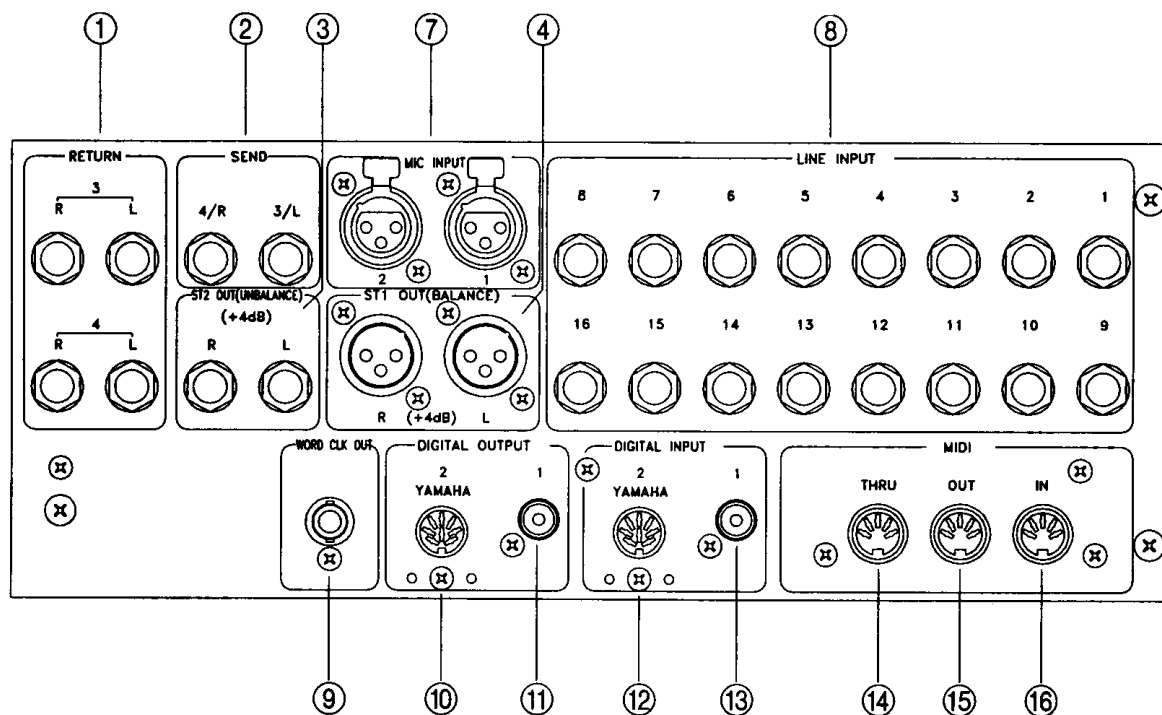 ① ② ③ ⑦ ④ ⑧
RETURN
3
R L
4
R L
SEND
4/R 3/L
ST2 OUT(UNBALANCE)
(+4dB)
R L
MIC INPUT
2 1
ST1 OUT(BALANCE)
R (+4dB) L
LINE INPUT
8 7 6 5 4 3 2 1
16 15 14 13 12 11 10 9
WORD CLK OUT
DIGITAL OUTPUT
2 1
YAMAHA
DIGITAL INPUT
2 1
YAMAHA
MIDI
THRU OUT IN
⑨ ⑩ ⑪ ⑫ ⑬ ⑭ ⑮ ⑯